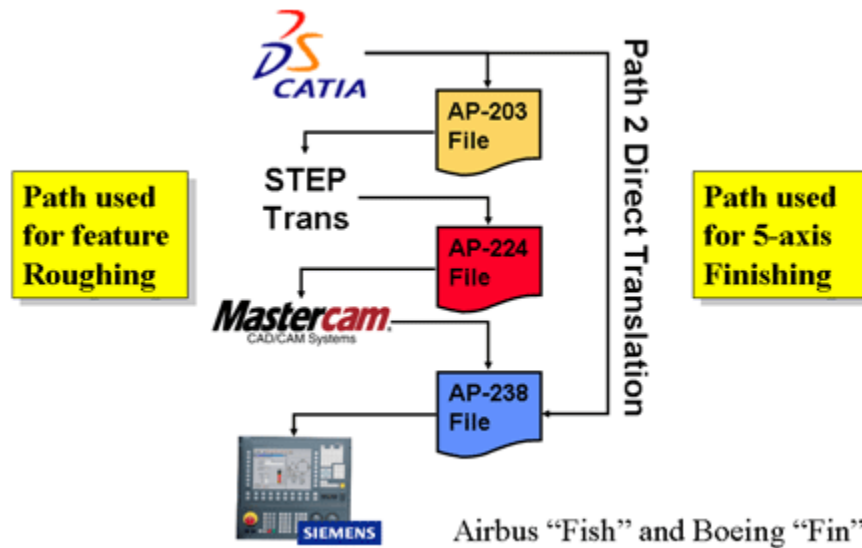 DS
CATIA
AP-203
File
STEP
Trans
Path used
for feature
Roughing
AP-224
File
Mastercam
CAD/CAM Systems
AP-238
File
SIEMENS
Path 2 Direct Translation
Path used
for 5-axis
Finishing
Airbus “Fish” and Boeing “Fin”